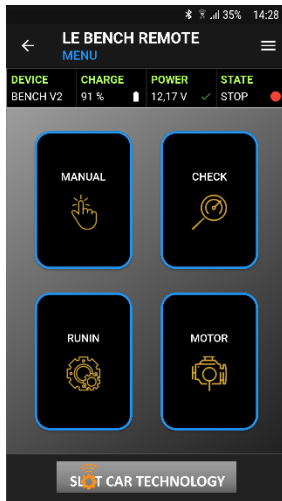 35% 14:28
LE BENCH REMOTE
MENU
DEVICE CHARGE POWER STATE
BENCH V2 91 % 12,17 V STOP
MANUAL CHECK
RUNIN MOTOR
SLOT CAR TECHNOLOGY